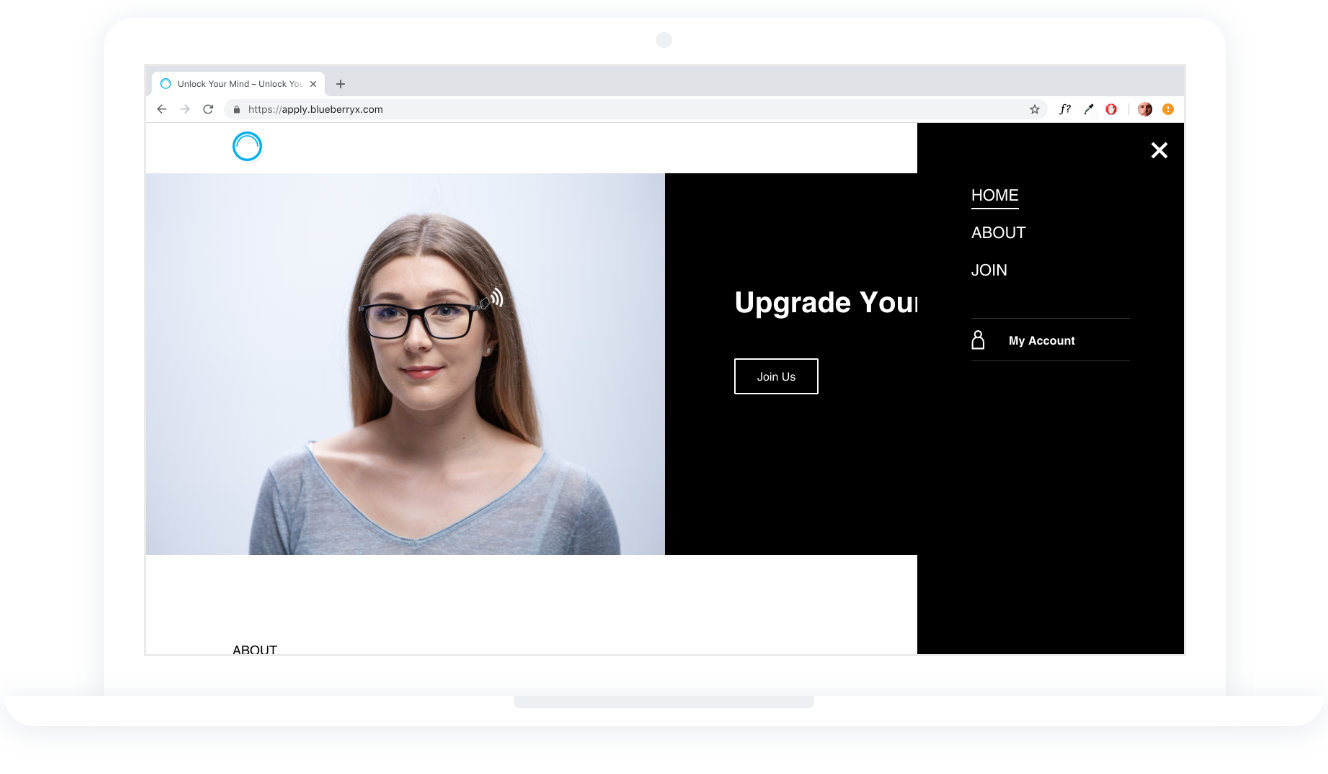 Unlock Your Mind – Unlock You
https://apply.blueberryx.com
f?
HOME
ABOUT
JOIN
My Account
Upgrade Your
Join Us
ABOUT